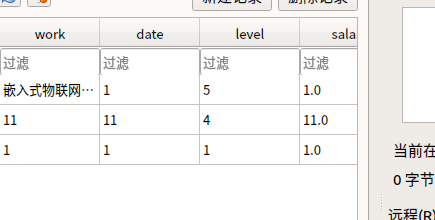 新建记录 删除记录
work date level sala
过滤 过滤 过滤 过滤
嵌入式物联网… 1 5 1.0
11 11 4 11.0
1 1 1 1.0
当前在
0 字节
远程(R)